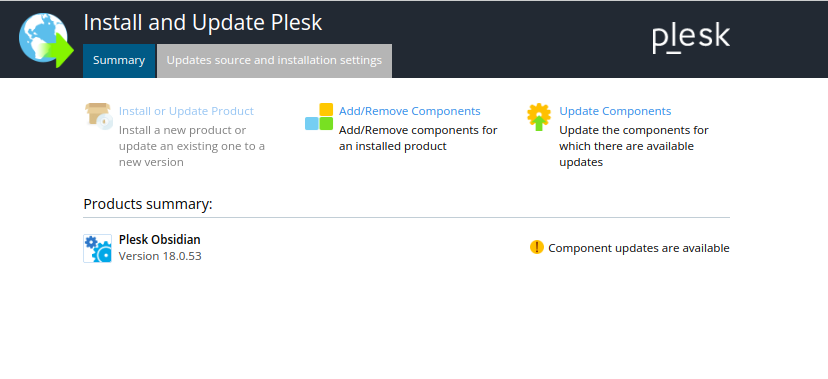 Install and Update Plesk
plesk
Summary
Updates source and installation settings
Install or Update Product
Install a new product or
update an existing one to a
new version
Add/Remove Components
Add/Remove components for
an installed product
Update Components
Update the components for
which there are available
updates
Products summary:
Plesk Obsidian
Version 18.0.53
Component updates are available